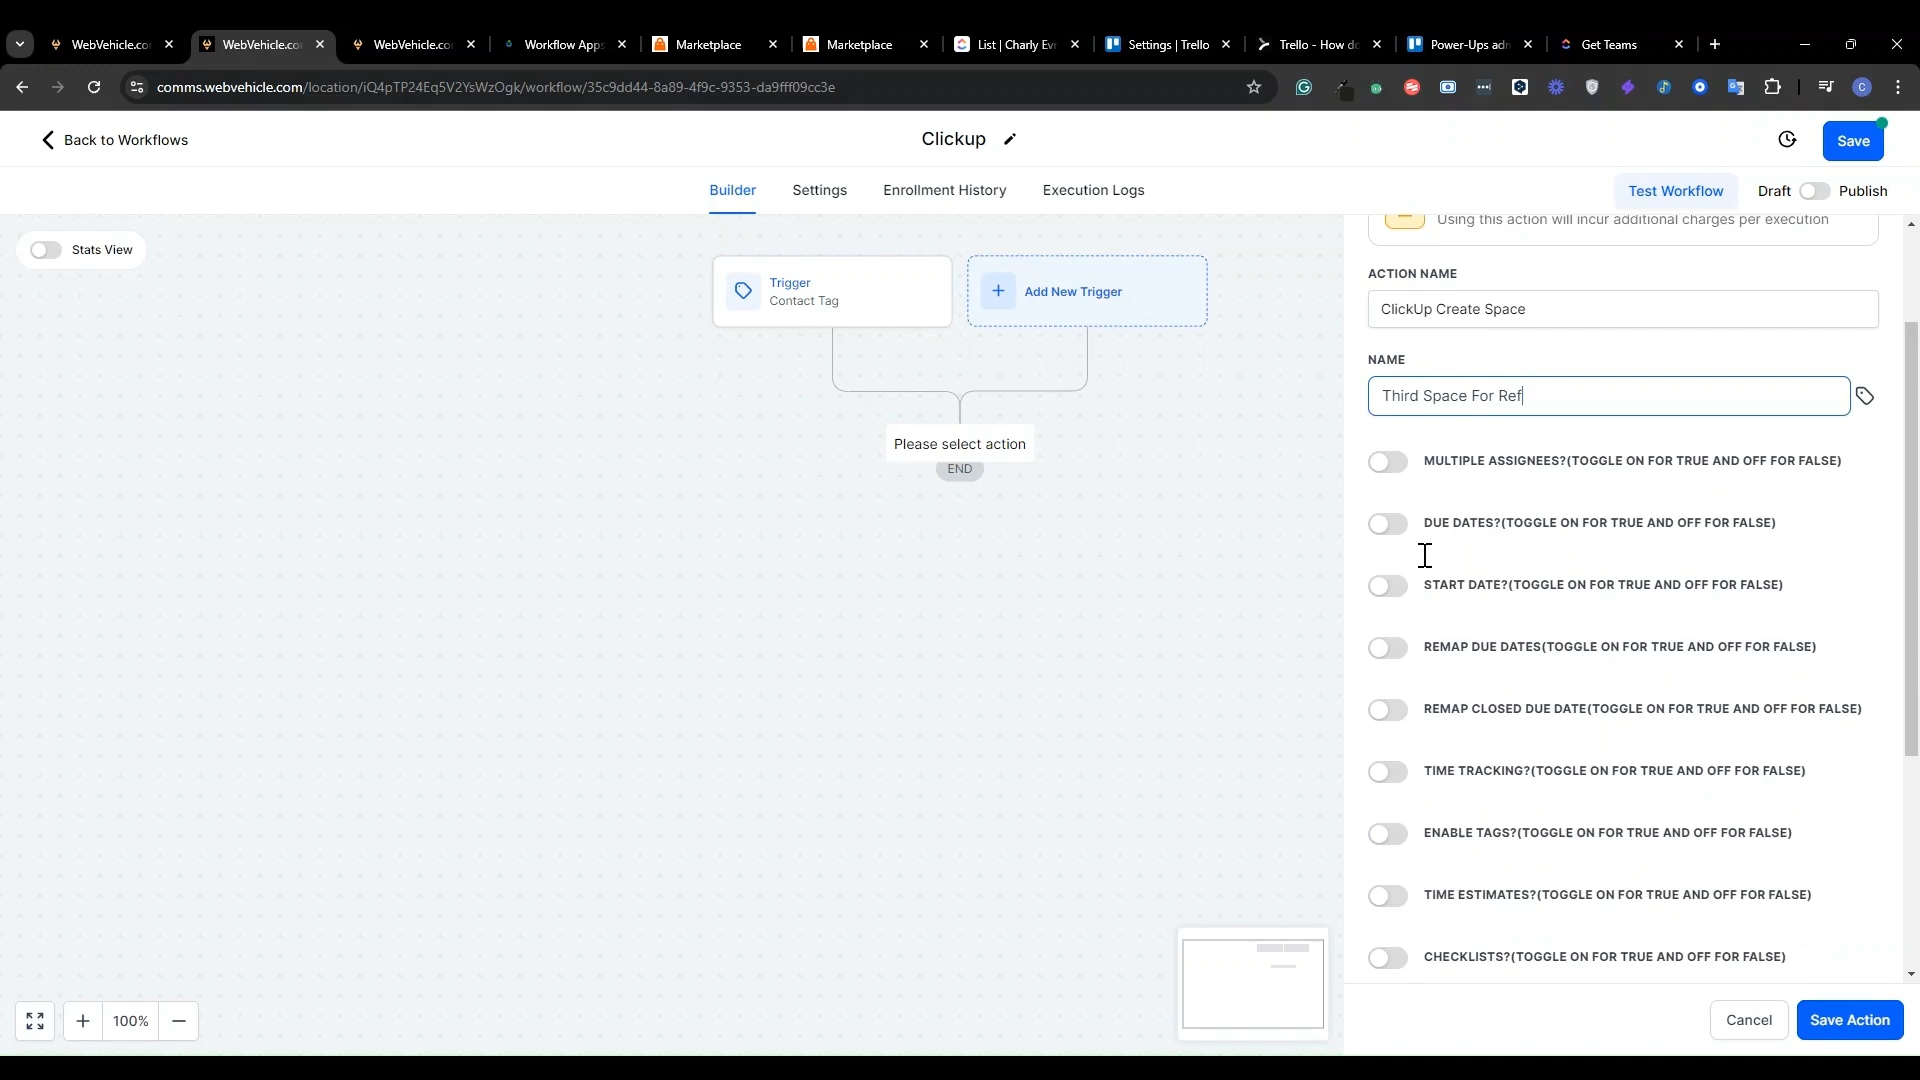 WebVehicle.co
WebVehicle.co
WebVehicle.co
Workflow Apps
Marketplace
Marketplace
List | Charly Evr
Settings | Trello
Trello - How do
Power-Ups adm
Get Teams
comms.webvehicle.com/location/iQ4pTP24Eq5V2YsWzOgk/workflow/35c9dd44-8a89-4f9c-9353-da9fff09cc3e
C
Back to Workflows
Clickup
Save
Builder
Settings
Enrollment History
Execution Logs
Test Workflow
Draft
Publish
Stats View
Trigger
Contact Tag
Add New Trigger
Please select action
END
100%
Using this action will incur additional charges per execution
ACTION NAME
ClickUp Create Space
NAME
Third Space For Ref
MULTIPLE ASSIGNEES?(TOGGLE ON FOR TRUE AND OFF FOR FALSE)
DUE DATES?(TOGGLE ON FOR TRUE AND OFF FOR FALSE)
START DATE?(TOGGLE ON FOR TRUE AND OFF FOR FALSE)
REMAP DUE DATES(TOGGLE ON FOR TRUE AND OFF FOR FALSE)
REMAP CLOSED DUE DATE(TOGGLE ON FOR TRUE AND OFF FOR FALSE)
TIME TRACKING?(TOGGLE ON FOR TRUE AND OFF FOR FALSE)
ENABLE TAGS?(TOGGLE ON FOR TRUE AND OFF FOR FALSE)
TIME ESTIMATES?(TOGGLE ON FOR TRUE AND OFF FOR FALSE)
CHECKLISTS?(TOGGLE ON FOR TRUE AND OFF FOR FALSE)
Cancel
Save Action